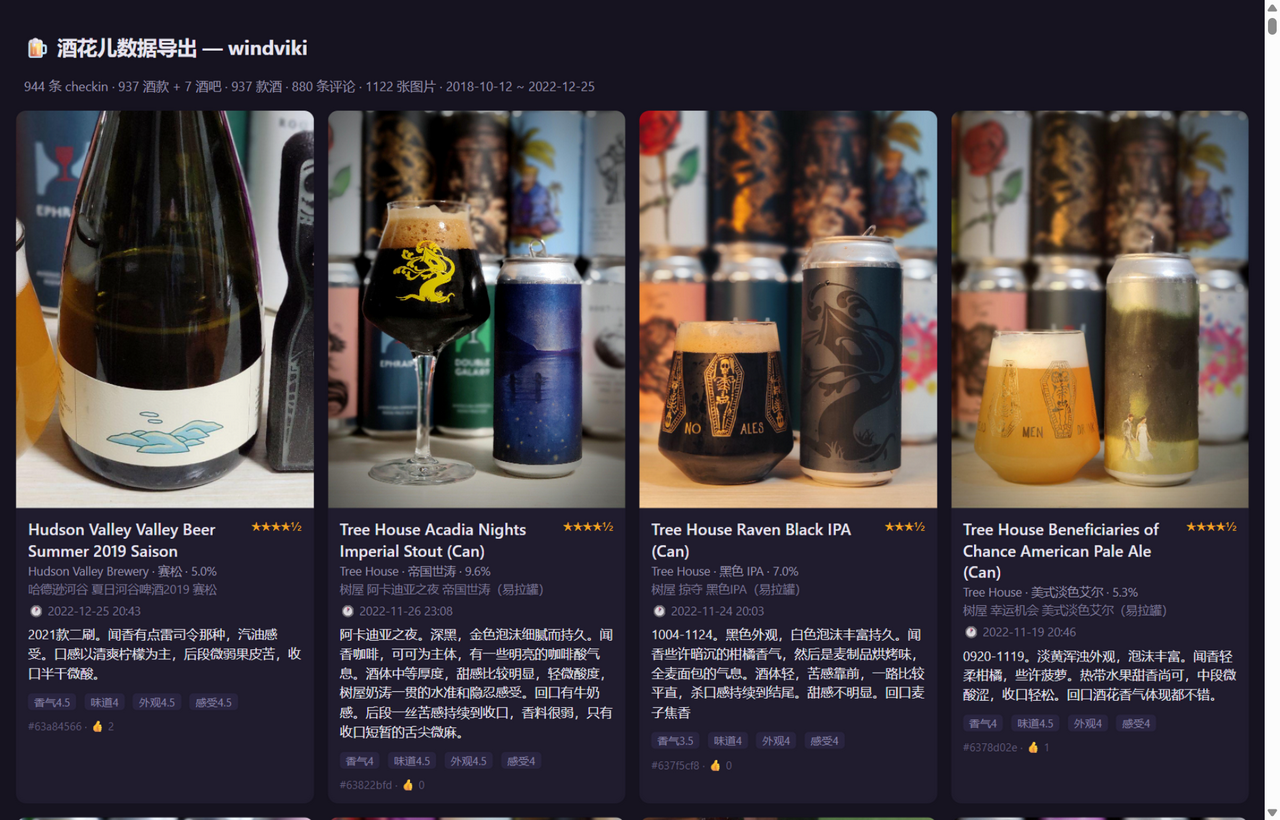 🍺 酒花儿数据导出 — windviki
944 条 checkin · 937 酒款 + 7 酒吧 · 937 款酒 · 880 条评论 · 1122 张图片 · 2018-10-12 ~ 2022-12-25
EPHR
EPHRAIM
DOUBLE
GALAXY
NO ALES
MEN
Hudson Valley Valley Beer
Summer 2019 Saison
★★★★½
Hudson Valley Brewery · 赛松 · 5.0%
哈德逊河谷 夏日河谷啤酒2019 赛松
🕐 2022-12-25 20:43
2021款二刷。闻香有点雷司令那种，汽油感
受。口感以清爽柠檬为主，后段微弱果皮苦，收
口半干微酸。
香气4.5 味道4 外观4.5 感受4.5
#63a84566 · 👍 2
Tree House Acadia Nights
Imperial Stout (Can)
★★★★½
Tree House · 帝国世涛 · 9.6%
树屋 阿卡迪亚之夜 帝国世涛（易拉罐）
🕐 2022-11-26 23:08
阿卡迪亚之夜。深黑，金色泡沫细腻而持久。闻
香咖啡，可可为主体，有一些明亮的咖啡酸气
息。酒体中等厚度，甜感比较明显，轻微酸度，
树屋奶涛一贯的水准和隐忍感受。回口有牛奶
感。后段一丝苦感持续到收口，香料很弱，只有
收口短暂的舌尖微麻。
香气4 味道4.5 外观4.5 感受4
#63822bfd · 👍 0
Tree House Raven Black IPA
(Can)
★★★½
Tree House · 黑色 IPA · 7.0%
树屋 掠夺 黑色IPA（易拉罐）
🕐 2022-11-24 20:03
1004-1124。黑色外观，白色泡沫丰富持久。闻
香些许暗沉的柑橘香气，然后是麦制品烘烤味，
全麦面包的气息。酒体轻，苦感靠前，一路比较
平直，杀口感持续到结尾。甜感不明显。回口麦
子焦香
香气3.5 味道4 外观4 感受4
#637f5cf8 · 👍 0
Tree House Beneficiaries of
Chance American Pale Ale
(Can)
★★★★½
Tree House · 美式淡色艾尔 · 5.3%
树屋 幸运机会 美式淡色艾尔（易拉罐）
🕐 2022-11-19 20:46
0920-1119。淡黄浑浊外观，泡沫丰富。闻香轻
柔柑橘，些许菠萝。热带水果甜香尚可，中段微
酸涩，收口轻松。回口酒花香气体现都不错。
香气4 味道4.5 外观4 感受4
#6378d02e · 👍 1